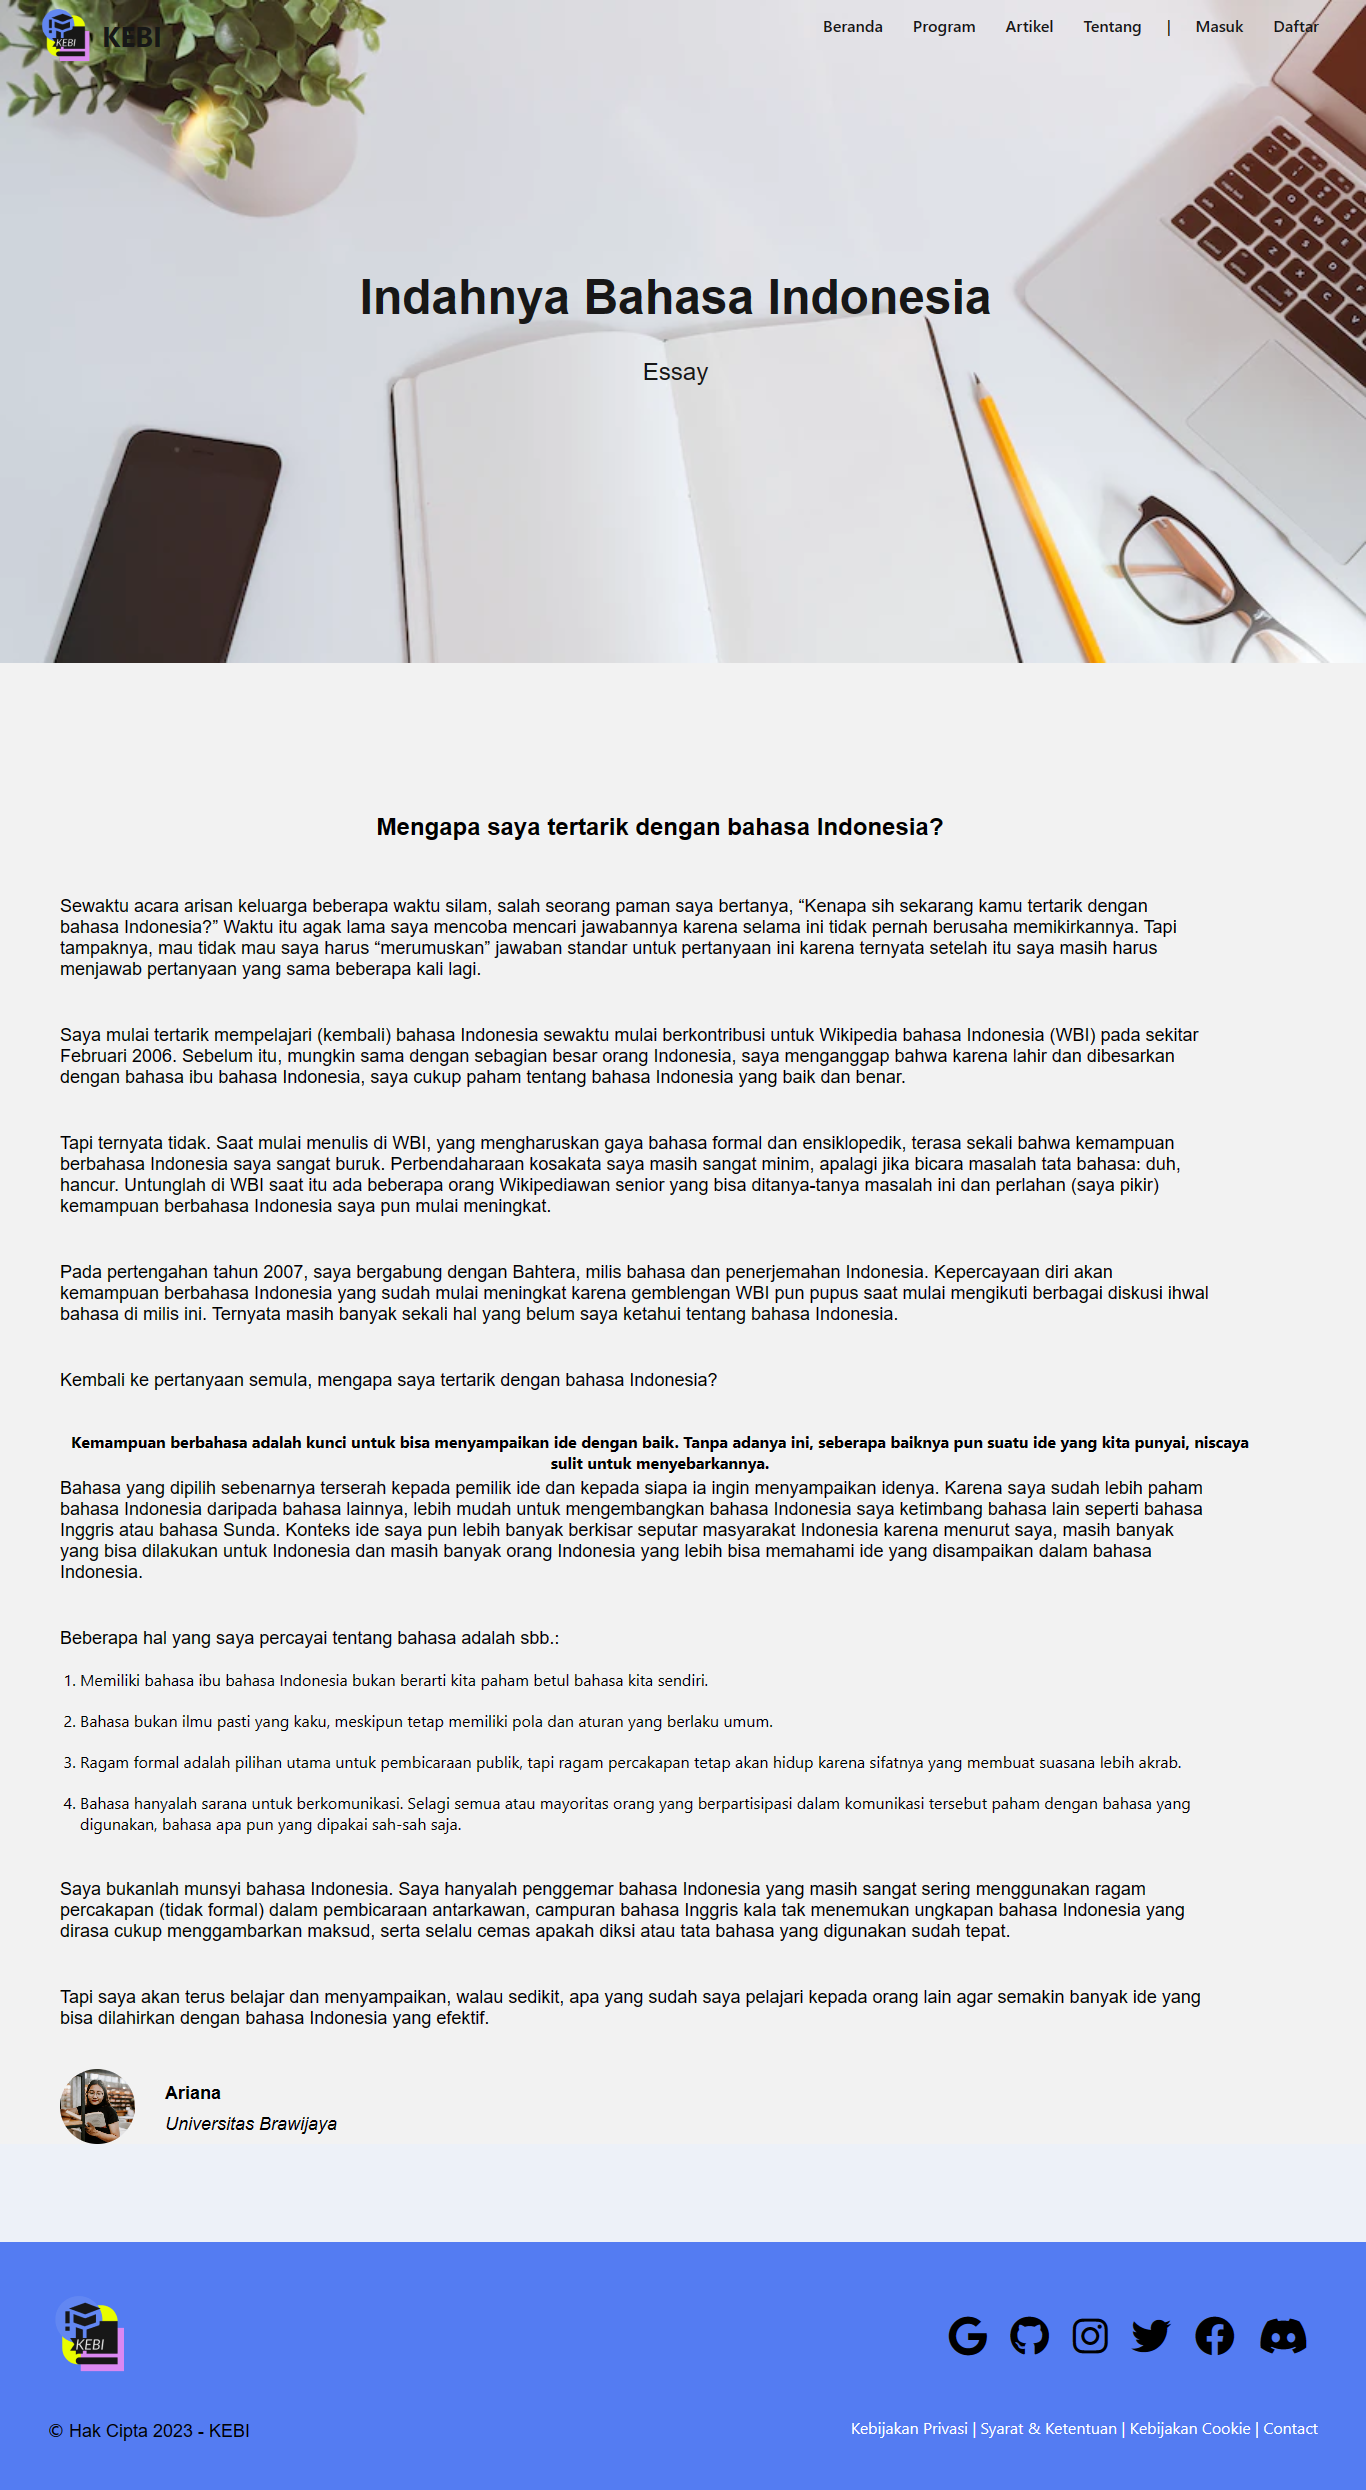 KEBI
KEBI
Beranda Program Artikel Tentang | Masuk Daftar
Indahnya Bahasa Indonesia
Essay
Mengapa saya tertarik dengan bahasa Indonesia?
Sewaktu acara arisan keluarga beberapa waktu silam, salah seorang paman saya bertanya, “Kenapa sih sekarang kamu tertarik dengan
bahasa Indonesia?” Waktu itu agak lama saya mencoba mencari jawabannya karena selama ini tidak pernah berusaha memikirkannya. Tapi
tampaknya, mau tidak mau saya harus “merumuskan” jawaban standar untuk pertanyaan ini karena ternyata setelah itu saya masih harus
menjawab pertanyaan yang sama beberapa kali lagi.
Saya mulai tertarik mempelajari (kembali) bahasa Indonesia sewaktu mulai berkontribusi untuk Wikipedia bahasa Indonesia (WBI) pada sekitar
Februari 2006. Sebelum itu, mungkin sama dengan sebagian besar orang Indonesia, saya menganggap bahwa karena lahir dan dibesarkan
dengan bahasa ibu bahasa Indonesia, saya cukup paham tentang bahasa Indonesia yang baik dan benar.
Tapi ternyata tidak. Saat mulai menulis di WBI, yang mengharuskan gaya bahasa formal dan ensiklopedik, terasa sekali bahwa kemampuan
berbahasa Indonesia saya sangat buruk. Perbendaharaan kosakata saya masih sangat minim, apalagi jika bicara masalah tata bahasa: duh,
hancur. Untunglah di WBI saat itu ada beberapa orang Wikipediawan senior yang bisa ditanya-tanya masalah ini dan perlahan (saya pikir)
kemampuan berbahasa Indonesia saya pun mulai meningkat.
Pada pertengahan tahun 2007, saya bergabung dengan Bahtera, milis bahasa dan penerjemahan Indonesia. Kepercayaan diri akan
kemampuan berbahasa Indonesia yang sudah mulai meningkat karena gemblengan WBI pun pupus saat mulai mengikuti berbagai diskusi ihwal
bahasa di milis ini. Ternyata masih banyak sekali hal yang belum saya ketahui tentang bahasa Indonesia.
Kembali ke pertanyaan semula, mengapa saya tertarik dengan bahasa Indonesia?
Kemampuan berbahasa adalah kunci untuk bisa menyampaikan ide dengan baik. Tanpa adanya ini, seberapa baiknya pun suatu ide yang kita punyai, niscaya
sulit untuk menyebarkannya.
Bahasa yang dipilih sebenarnya terserah kepada pemilik ide dan kepada siapa ia ingin menyampaikan idenya. Karena saya sudah lebih paham
bahasa Indonesia daripada bahasa lainnya, lebih mudah untuk mengembangkan bahasa Indonesia saya ketimbang bahasa lain seperti bahasa
Inggris atau bahasa Sunda. Konteks ide saya pun lebih banyak berkisar seputar masyarakat Indonesia karena menurut saya, masih banyak
yang bisa dilakukan untuk Indonesia dan masih banyak orang Indonesia yang lebih bisa memahami ide yang disampaikan dalam bahasa
Indonesia.
Beberapa hal yang saya percayai tentang bahasa adalah sbb.:
1. Memiliki bahasa ibu bahasa Indonesia bukan berarti kita paham betul bahasa kita sendiri.
2. Bahasa bukan ilmu pasti yang kaku, meskipun tetap memiliki pola dan aturan yang berlaku umum.
3. Ragam formal adalah pilihan utama untuk pembicaraan publik, tapi ragam percakapan tetap akan hidup karena sifatnya yang membuat suasana lebih akrab.
4. Bahasa hanyalah sarana untuk berkomunikasi. Selagi semua atau mayoritas orang yang berpartisipasi dalam komunikasi tersebut paham dengan bahasa yang
digunakan, bahasa apa pun yang dipakai sah-sah saja.
Saya bukanlah munsyi bahasa Indonesia. Saya hanyalah penggemar bahasa Indonesia yang masih sangat sering menggunakan ragam
percakapan (tidak formal) dalam pembicaraan antarkawan, campuran bahasa Inggris kala tak menemukan ungkapan bahasa Indonesia yang
dirasa cukup menggambarkan maksud, serta selalu cemas apakah diksi atau tata bahasa yang digunakan sudah tepat.
Tapi saya akan terus belajar dan menyampaikan, walau sedikit, apa yang sudah saya pelajari kepada orang lain agar semakin banyak ide yang
bisa dilahirkan dengan bahasa Indonesia yang efektif.
Ariana
Universitas Brawijaya
KEBI
© Hak Cipta 2023 - KEBI
Kebijakan Privasi | Syarat & Ketentuan | Kebijakan Cookie | Contact